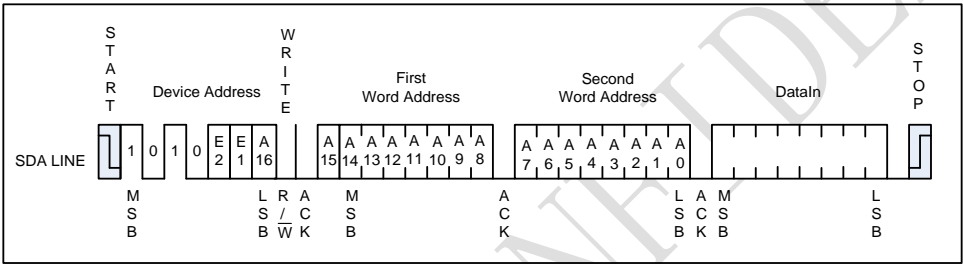 START
WRITE
STOP
Device Address
First
Word Address
Second
Word Address
DataIn
SDA LINE
1 0 1 0 E2 E1 A16
A15 A14 A13 A12 A11 A10 A9 A8
A7 A6 A5 A4 A3 A2 A1 A0
MSB
LSB
R/W
ACK
MSB
ACK
LSB
ACK
MSB
LSB